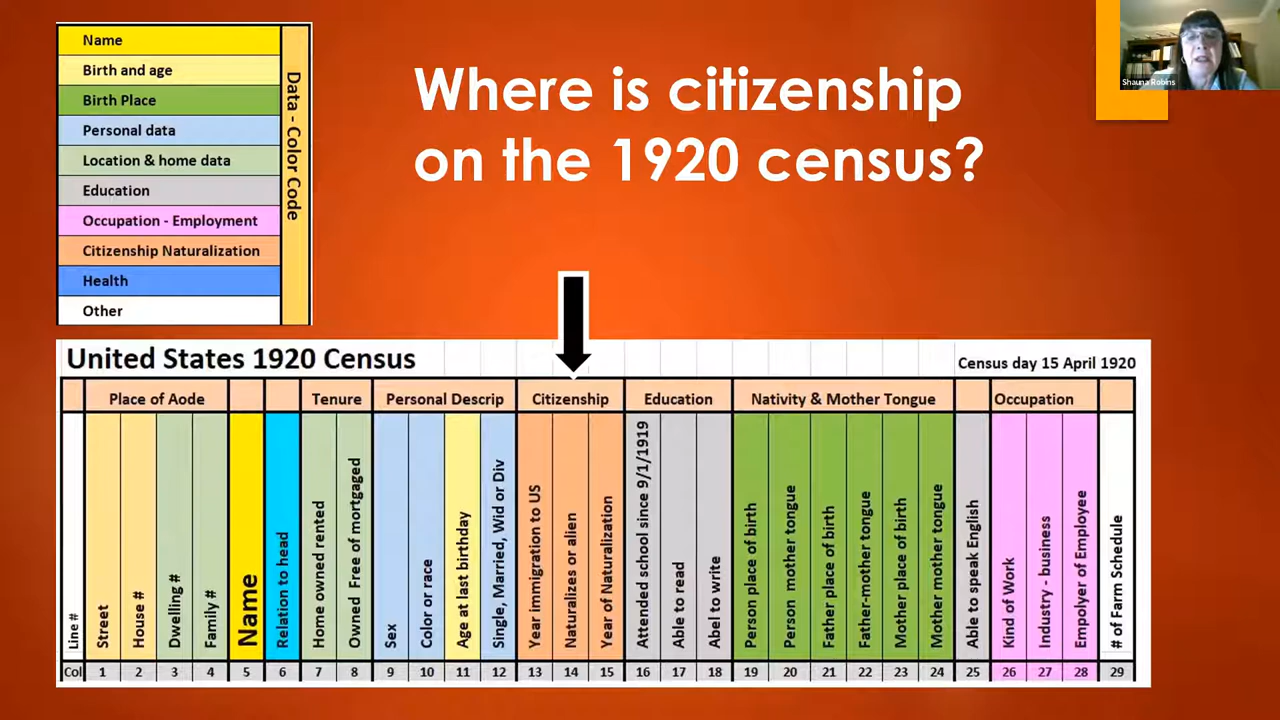 Name
Birth and age
Birth Place
Personal data
Location & home data
Education
Occupation - Employment
Citizenship Naturalization
Health
Other
Data - Color Code
Where is citizenship
on the 1920 census?
Shauna Robins
United States 1920 Census
Census day 15 April 1920
Place of Aode
Tenure
Personal Descrip
Citizenship
Education
Nativity & Mother Tongue
Occupation
Line #
Street
House #
Dwelling #
Family #
Name
Relation to head
Home owned rented
Owned Free of mortgaged
Sex
Color or race
Age at last birthday
Single, Married, Wid or Div
Year immigration to US
Naturalizes or alien
Year of Naturalization
Attended school since 9/1/1919
Able to read
Abel to write
Person place of birth
Person mother tongue
Father place of birth
Father-mother tongue
Mother place of birth
Mother mother tongue
Able to speak English
Kind of Work
Industry - business
Empolyer of Employee
# of Farm Schedule
Col 1 2 3 4 5 6 7 8 9 10 11 12 13 14 15 16 17 18 19 20 21 22 23 24 25 26 27 28 29